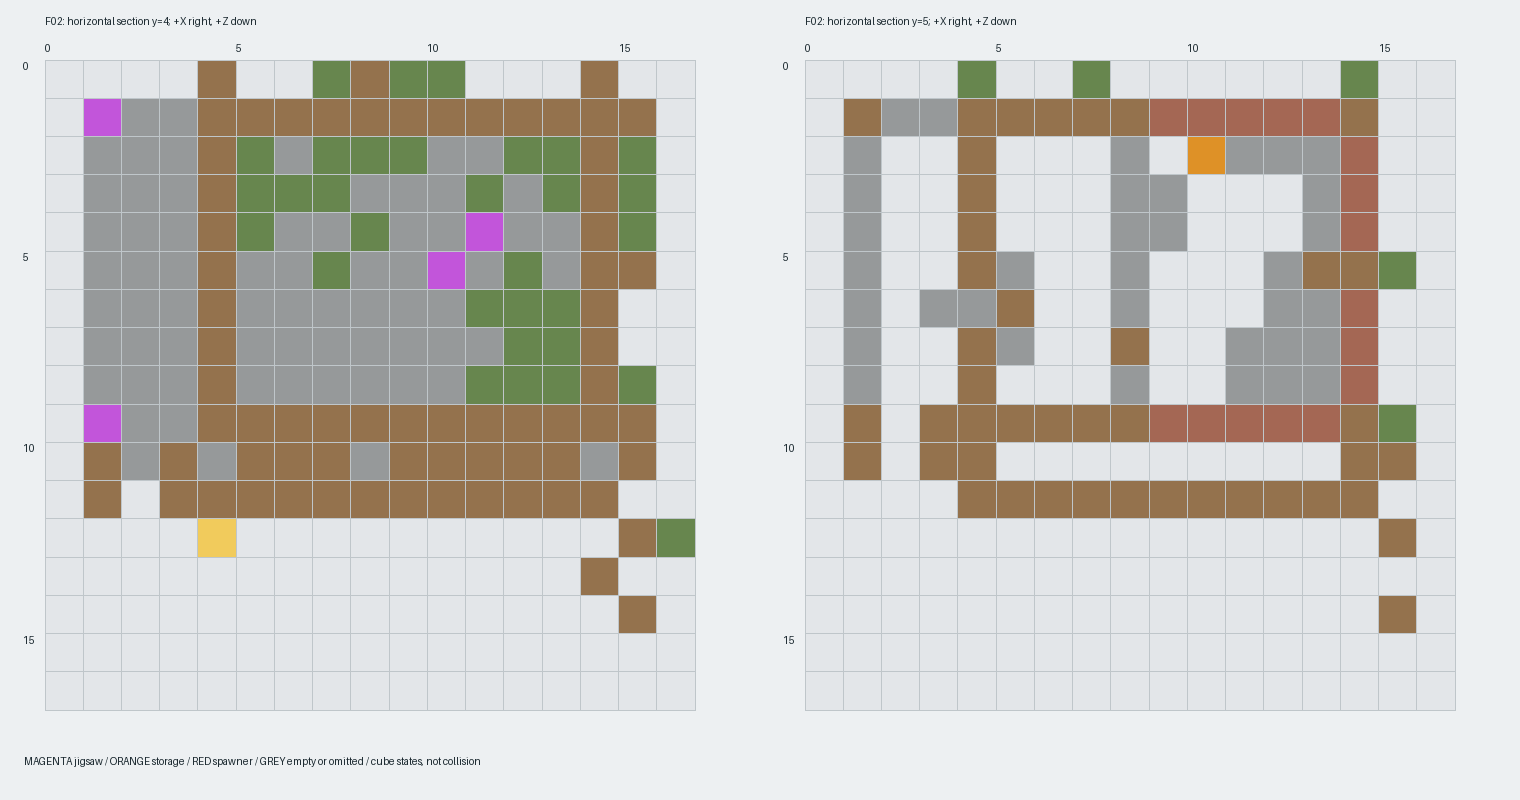 F02: horizontal section y=4; +X right, +Z down
F02: horizontal section y=5; +X right, +Z down
0 5 10 15
0 5 10 15
0 0
5 5
10 10
15 15
MAGENTA jigsaw / ORANGE storage / RED spawner / GREY empty or omitted / cube states, not collision